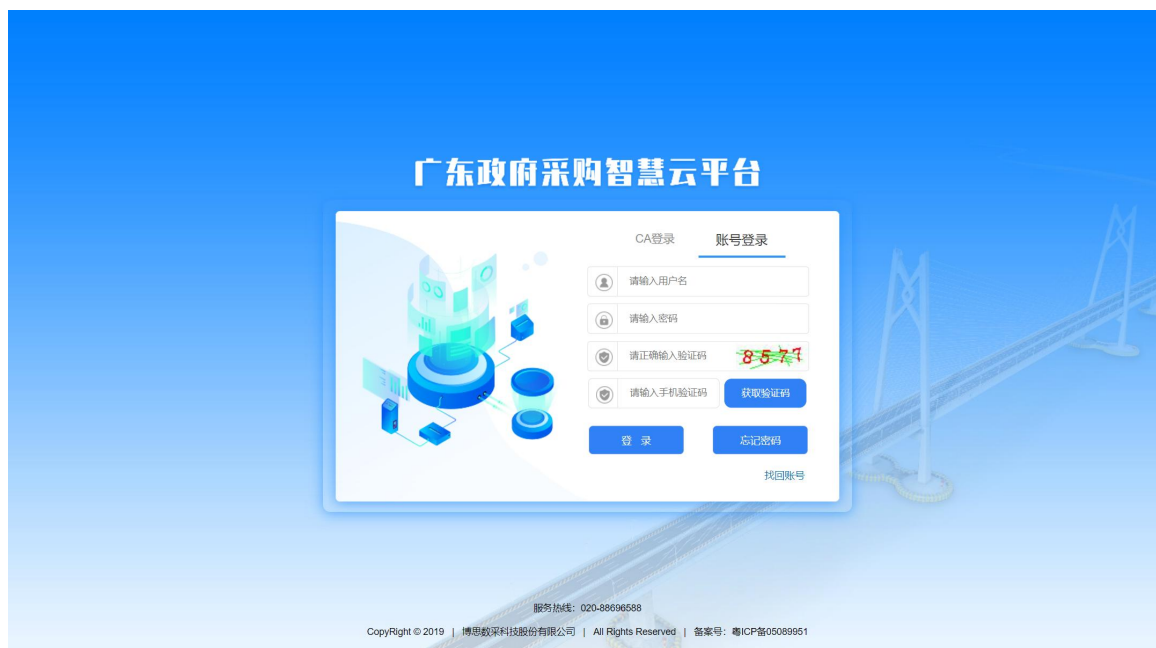 广东政府采购智慧云平台
CA登录 账号登录
请输入用户名
请输入密码
请正确输入验证码 8577
请输入手机验证码 获取验证码
登 录 忘记密码
找回账号
服务热线：020-88696588
CopyRight © 2019 | 博思数采科技股份有限公司 | All Rights Reserved | 备案号：粤ICP备05089951